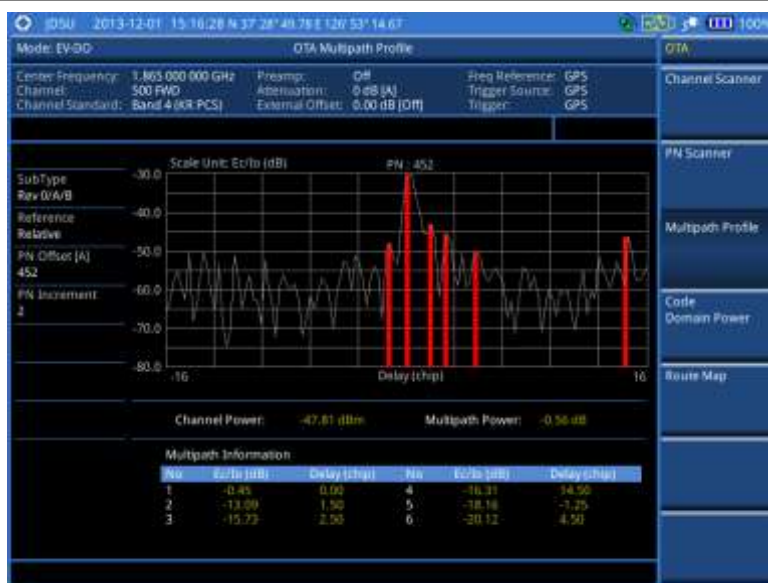 JDSU 2013-12-01 15:16:28 N 37° 28' 49.78 E 126° 53' 14.67 100%
Mode: EV-DO OTA Multipath Profile OTA
Center Frequency: 1.865 000 000 GHz Preamp: Off Freq Reference: GPS
Channel: 500 FWD Attenuation: 0 dB [A] Trigger Source: GPS
Channel Standard: Band 4 (KR PCS) External Offset: 0.00 dB [Off] Trigger: GPS
Channel Scanner
PN Scanner
Multipath Profile
Code
Domain Power
Route Map
SubType
Rev 0/A/B
Reference
Relative
PN Offset [A]
452
PN Increment
2
Scale Unit: Ec/Io (dB) PN : 452
-30.0
-40.0
-50.0
-60.0
-70.0
-80.0
-16 Delay (chip) 16
Channel Power: -47.81 dBm Multipath Power: -0.56 dB
Multipath Information
No Ec/Io (dB) Delay (chip) No Ec/Io (dB) Delay (chip)
1 -0.45 0.00 4 -16.31 14.50
2 -13.09 1.50 5 -18.16 -1.25
3 -15.73 2.50 6 -20.12 4.50